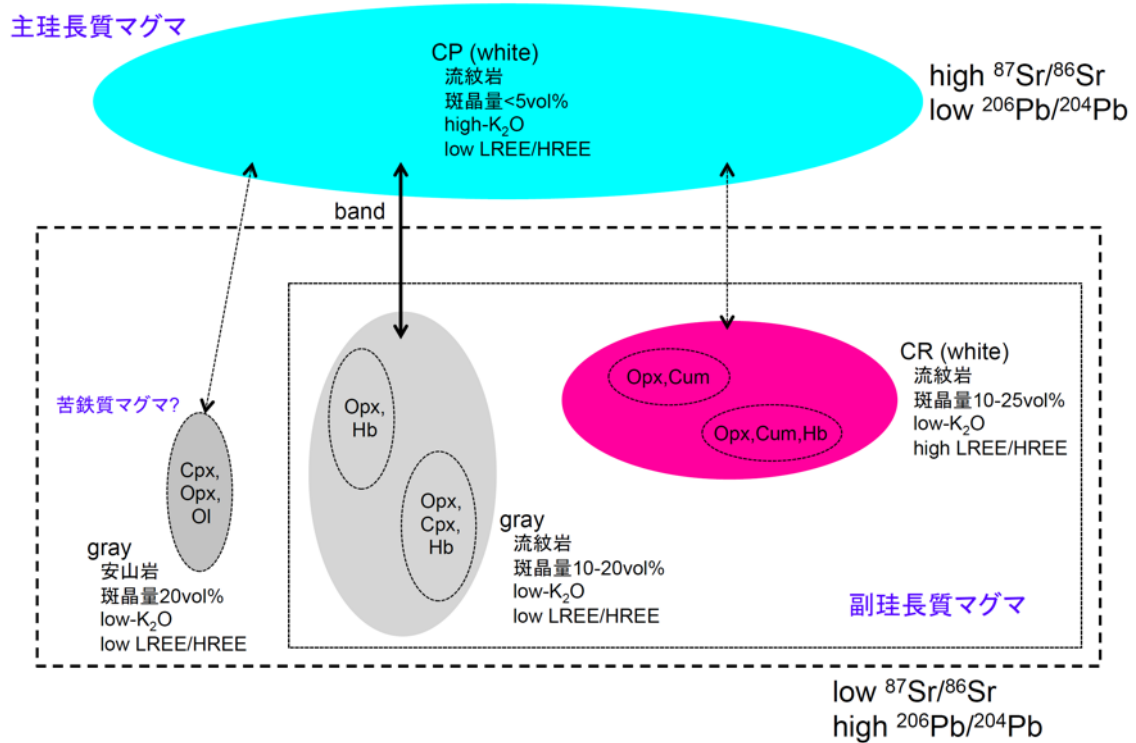 主珪長質マグマ
CP (white)
流紋岩
斑晶量<5vol%
high-K₂O
low LREE/HREE
high ⁸⁷Sr/⁸⁶Sr
low ²⁰⁶Pb/²⁰⁴Pb
band
苦鉄質マグマ?
Cpx,
Opx,
Ol
gray
安山岩
斑晶量20vol%
low-K₂O
low LREE/HREE
Opx,
Hb
Opx,
Cpx,
Hb
gray
流紋岩
斑晶量10-20vol%
low-K₂O
low LREE/HREE
Opx,Cum
Opx,Cum,Hb
CR (white)
流紋岩
斑晶量10-25vol%
low-K₂O
high LREE/HREE
副珪長質マグマ
low ⁸⁷Sr/⁸⁶Sr
high ²⁰⁶Pb/²⁰⁴Pb